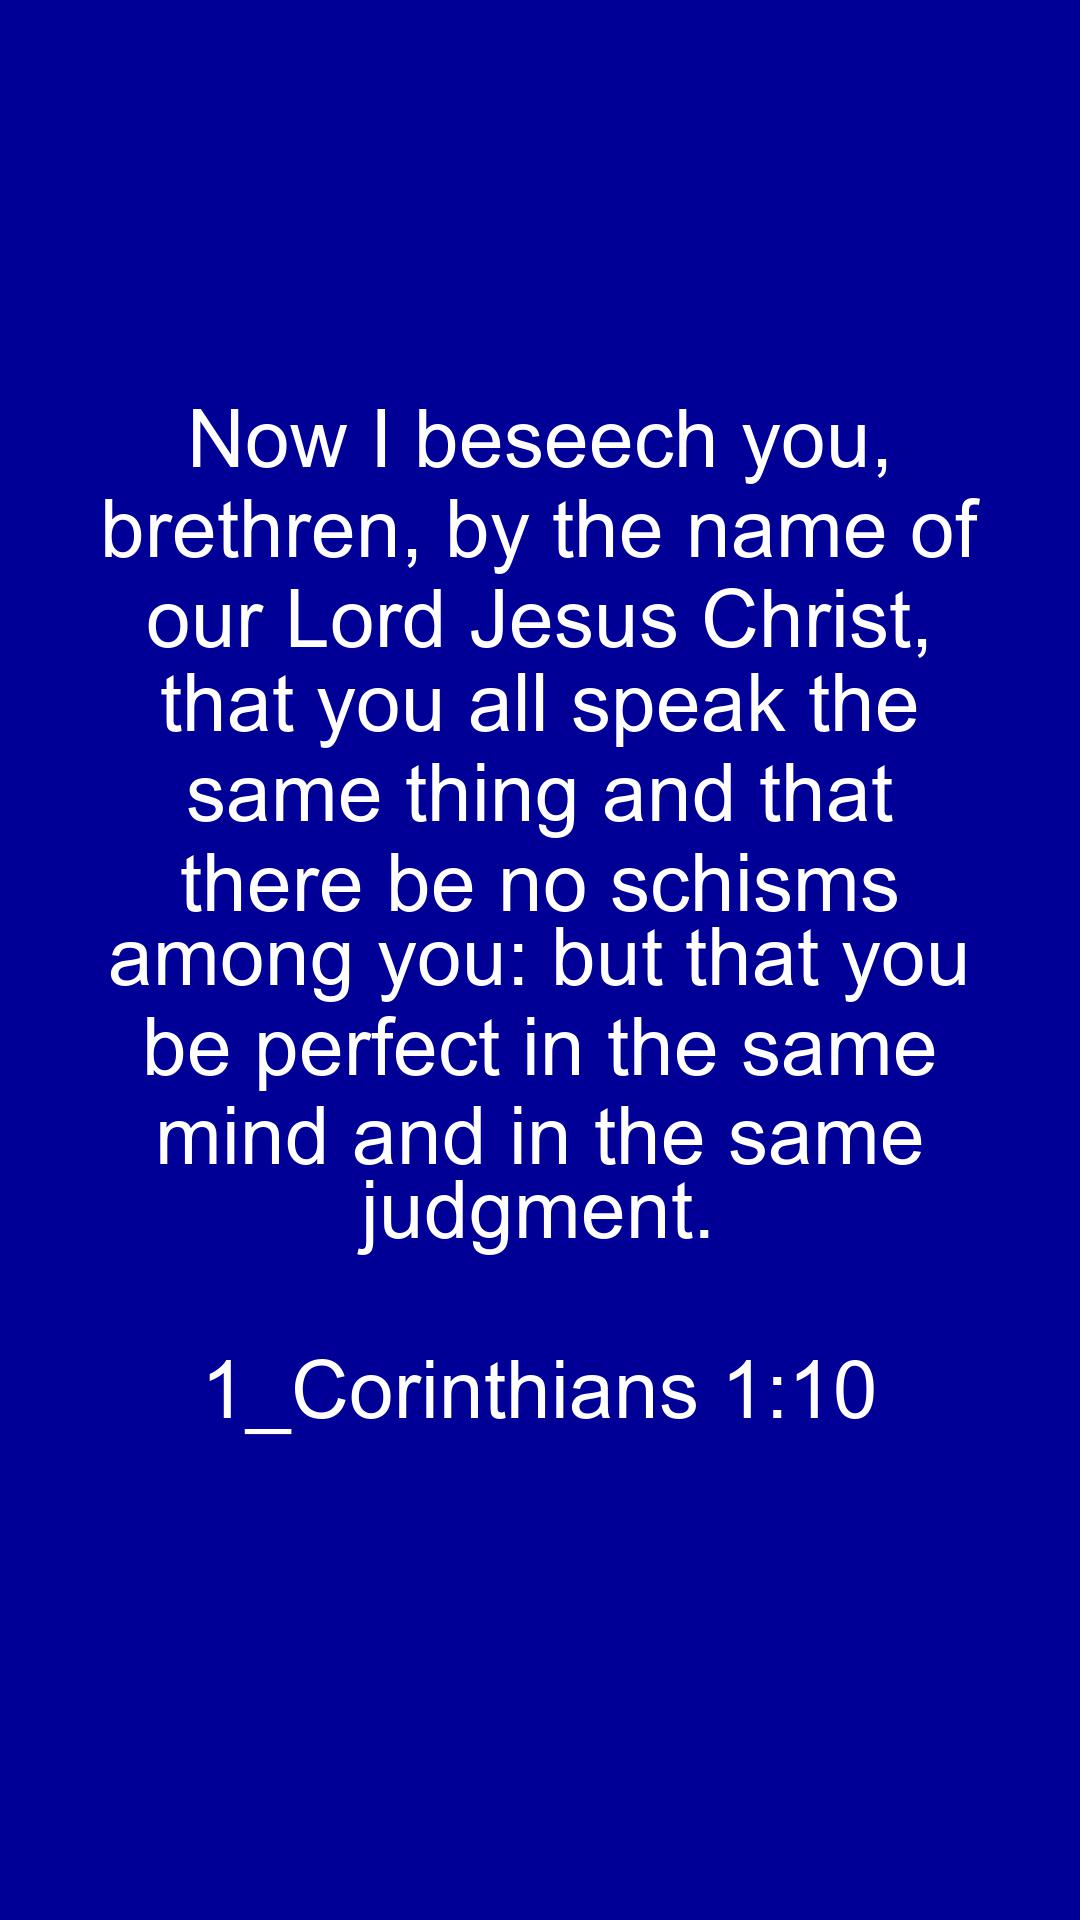 Now I beseech you,
brethren, by the name of
our Lord Jesus Christ,
that you all speak the
same thing and that
there be no schisms
among you: but that you
be perfect in the same
mind and in the same
judgment.
1_Corinthians 1:10